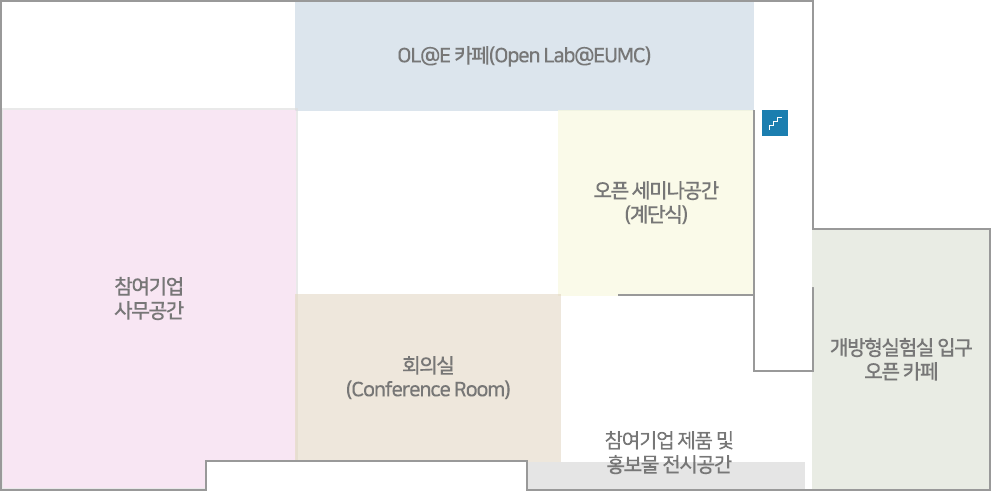 OL@E 카페(Open Lab@EUMC)
오픈 세미나공간
(계단식)
참여기업
사무공간
회의실
(Conference Room)
개방형실험실 입구
오픈 카페
참여기업 제품 및
홍보물 전시공간